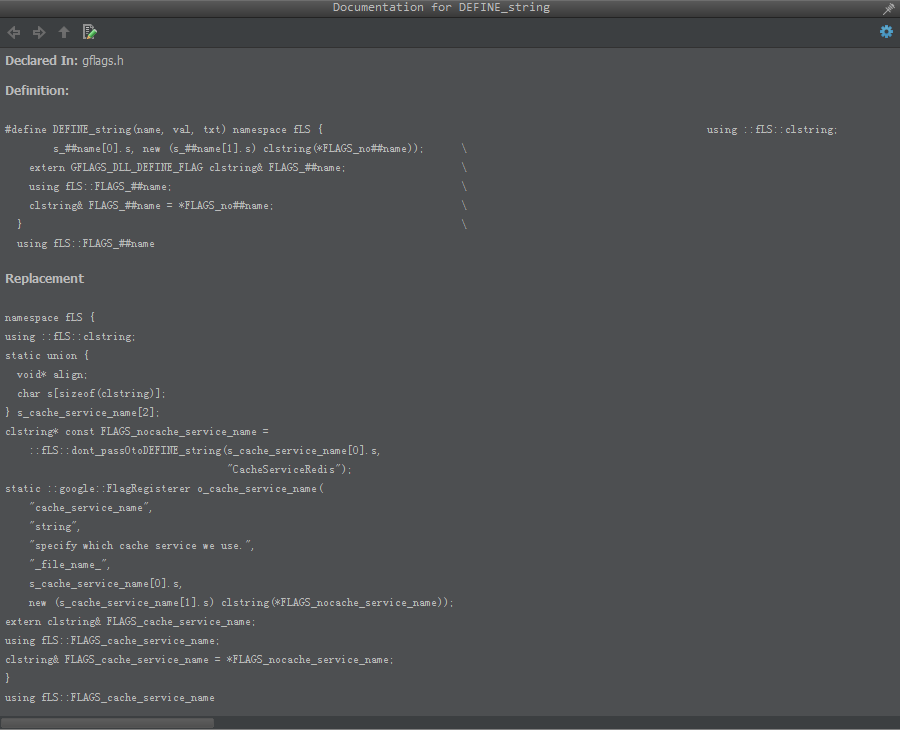 Documentation for DEFINE_string
Declared In: gflags.h
Definition:
#define DEFINE_string(name, val, txt) namespace fLS { using ::fLS::clstring;
s_##name[0].s, new (s_##name[1].s) clstring(*FLAGS_no##name)); \
extern GFLAGS_DLL_DEFINE_FLAG clstring& FLAGS_##name; \
using fLS::FLAGS_##name; \
clstring& FLAGS_##name = *FLAGS_no##name; \
} \
using fLS::FLAGS_##name
Replacement
namespace fLS {
using ::fLS::clstring;
static union {
void* align;
char s[sizeof(clstring)];
} s_cache_service_name[2];
clstring* const FLAGS_nocache_service_name =
::fLS::dont_pass0toDEFINE_string(s_cache_service_name[0].s,
"CacheServiceRedis");
static ::google::FlagRegisterer o_cache_service_name(
"cache_service_name",
"string",
"specify which cache service we use.",
"_file_name_",
s_cache_service_name[0].s,
new (s_cache_service_name[1].s) clstring(*FLAGS_nocache_service_name));
extern clstring& FLAGS_cache_service_name;
using fLS::FLAGS_cache_service_name;
clstring& FLAGS_cache_service_name = *FLAGS_nocache_service_name;
}
using fLS::FLAGS_cache_service_name